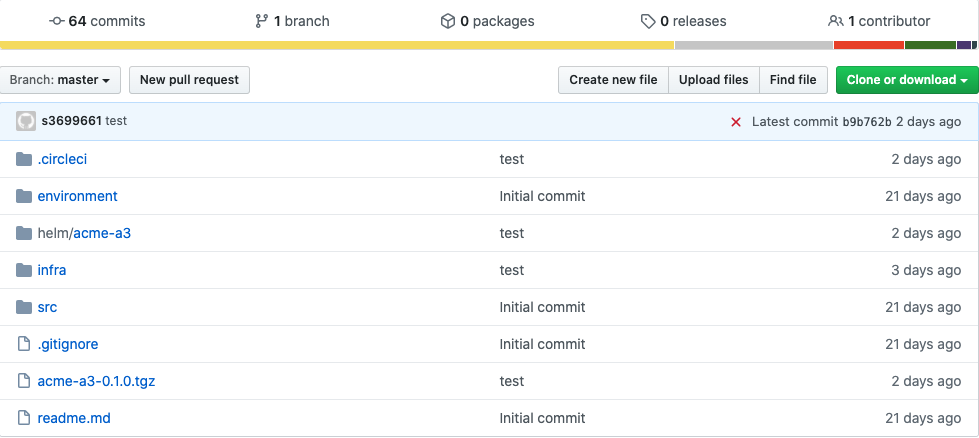 64 commits 1 branch 0 packages 0 releases 1 contributor
Branch: master New pull request Create new file Upload files Find file Clone or download
s3699661 test Latest commit b9b762b 2 days ago
.circleci test 2 days ago
environment Initial commit 21 days ago
helm/acme-a3 test 2 days ago
infra test 3 days ago
src Initial commit 21 days ago
.gitignore Initial commit 21 days ago
acme-a3-0.1.0.tgz test 2 days ago
readme.md Initial commit 21 days ago